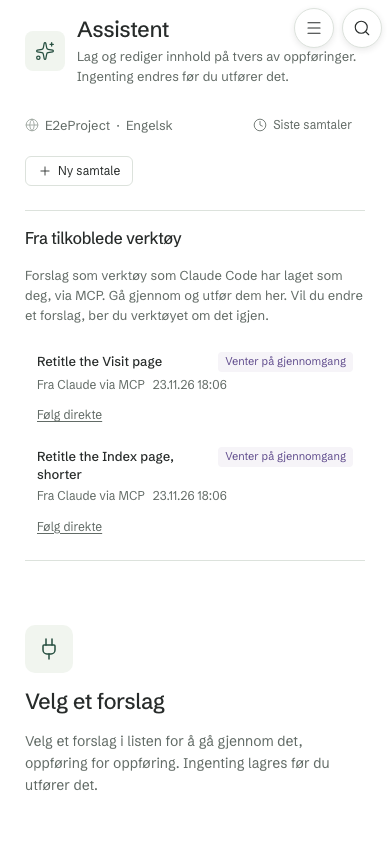 Assistent
Lag og rediger innhold på tvers av oppføringer.
Ingenting endres før du utfører det.
E2eProject · Engelsk
Siste samtaler
Ny samtale
Fra tilkoblede verktøy
Forslag som verktøy som Claude Code har laget som
deg, via MCP. Gå gjennom og utfør dem her. Vil du endre
et forslag, ber du verktøyet om det igjen.
Retitle the Visit page
Venter på gjennomgang
Fra Claude via MCP 23.11.26 18:06
Følg direkte
Retitle the Index page,
shorter
Venter på gjennomgang
Fra Claude via MCP 23.11.26 18:06
Følg direkte
Velg et forslag
Velg et forslag i listen for å gå gjennom det,
oppføring for oppføring. Ingenting lagres før du
utfører det.